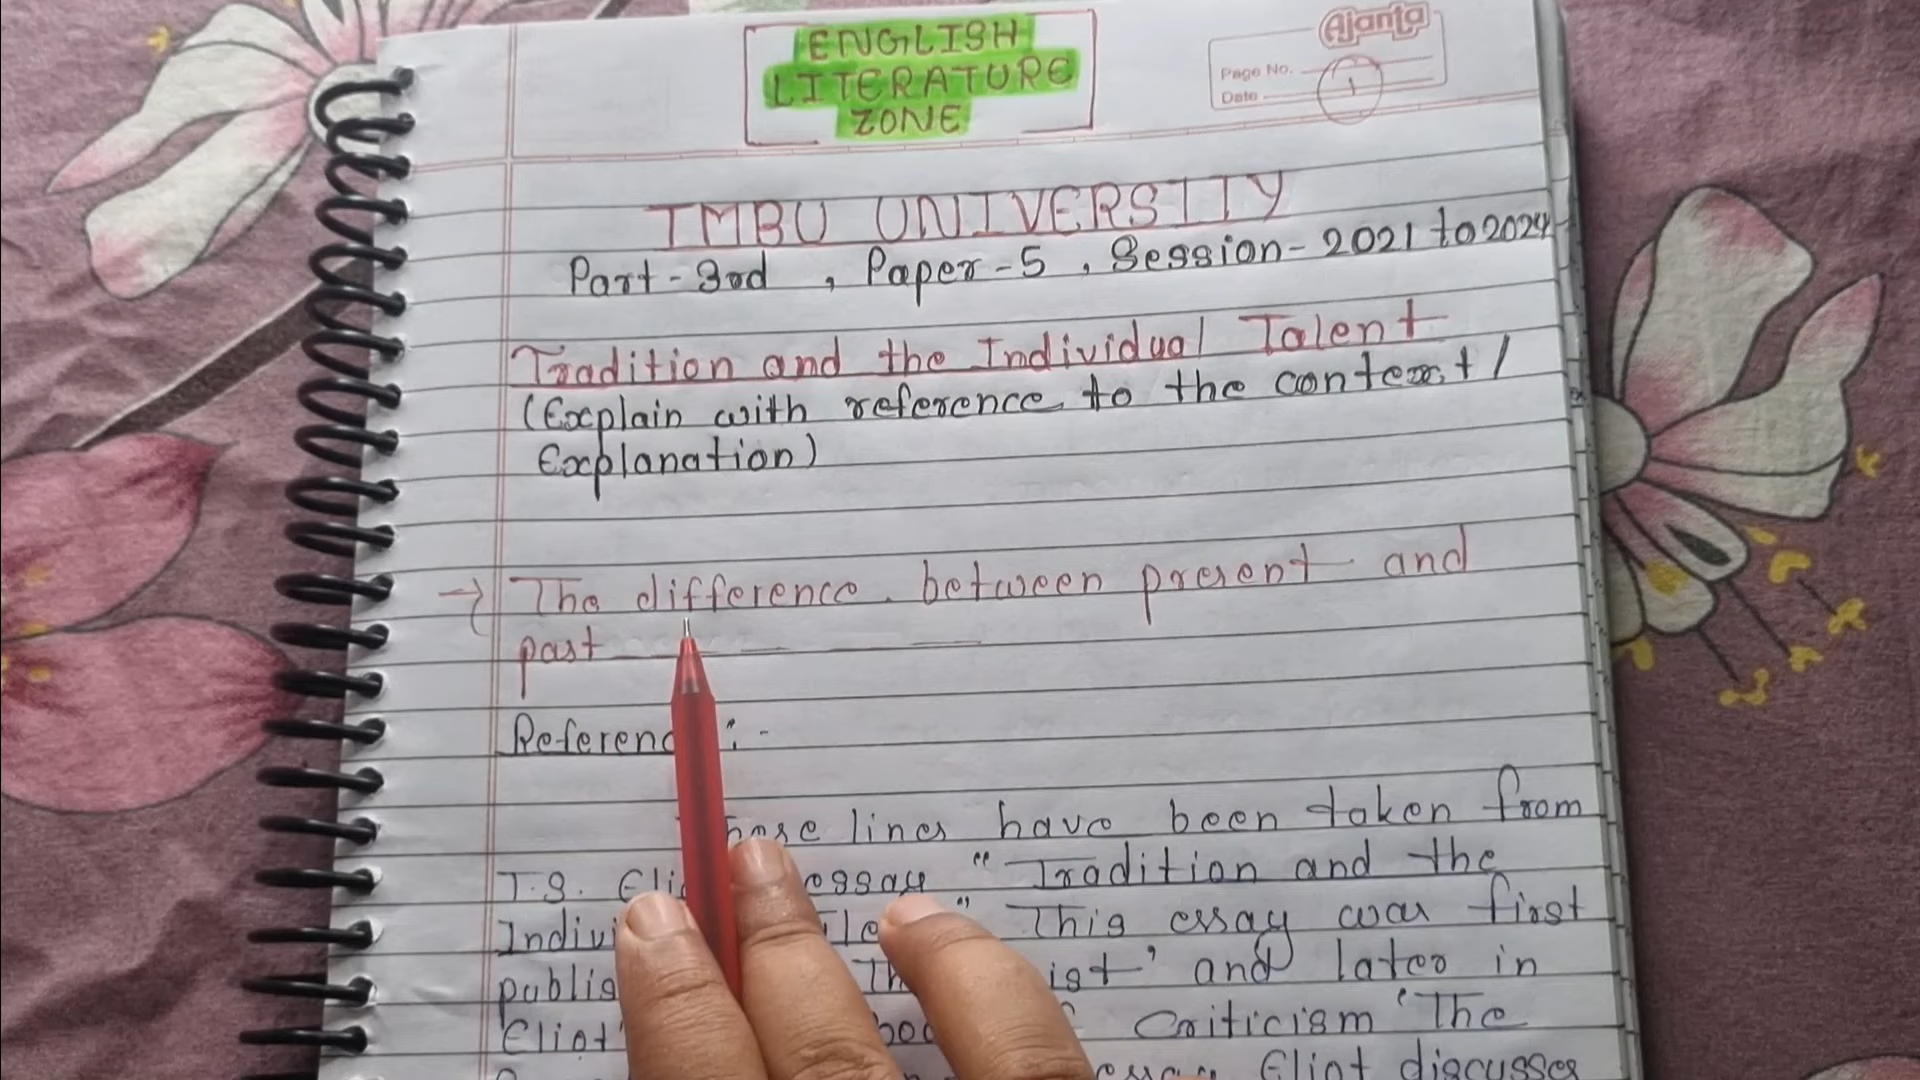 ENGLISH
LITERATURE
ZONE
Ajanta
Page No.
Date
1
TMBU UNIVERSITY
Part-3rd, Paper-5, Session-2021 to 2024
Tradition and the Individual Talent
(Explain with reference to the context/
Explanation)
→ The difference between present and
past
Referenc :-
lines have been taken from
T.S. essay "Tradition and the
" This essay was first
and later in
Criticism 'The
Eliot discusses